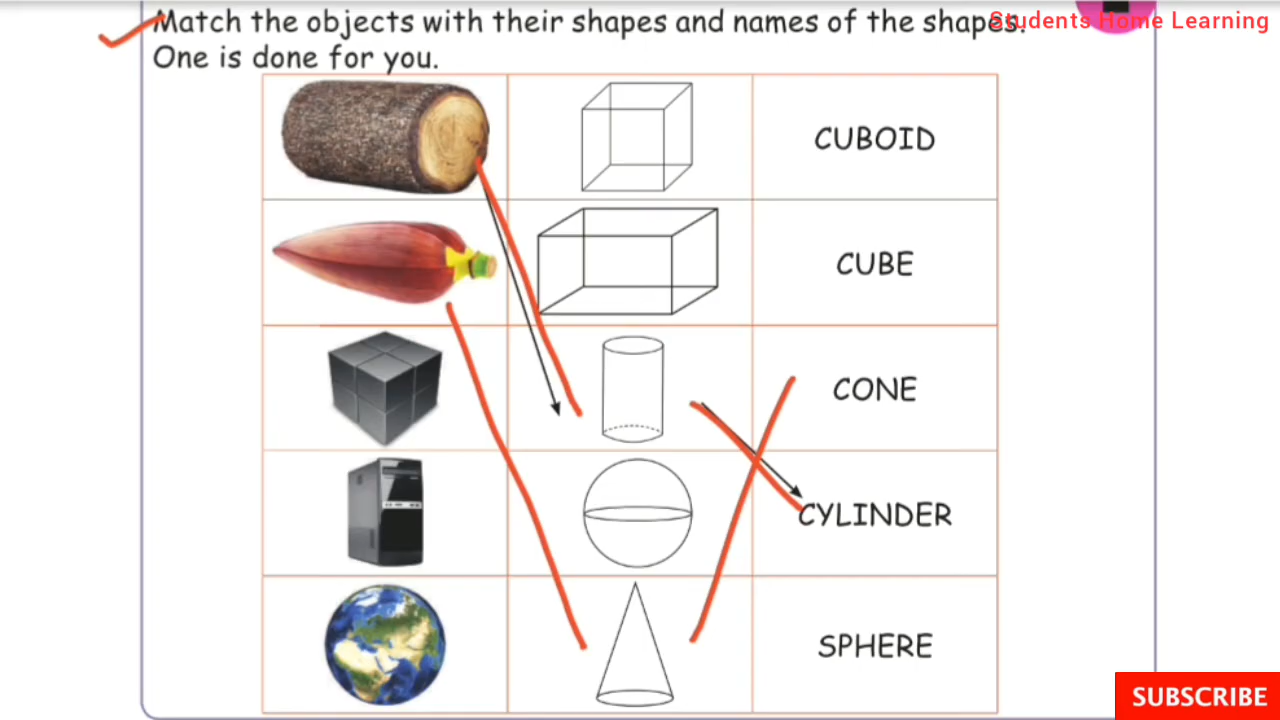 Match the objects with their shapes and names of the shapes.
Students Home Learning
One is done for you.
CUBOID
CUBE
CONE
CYLINDER
SPHERE
SUBSCRIBE